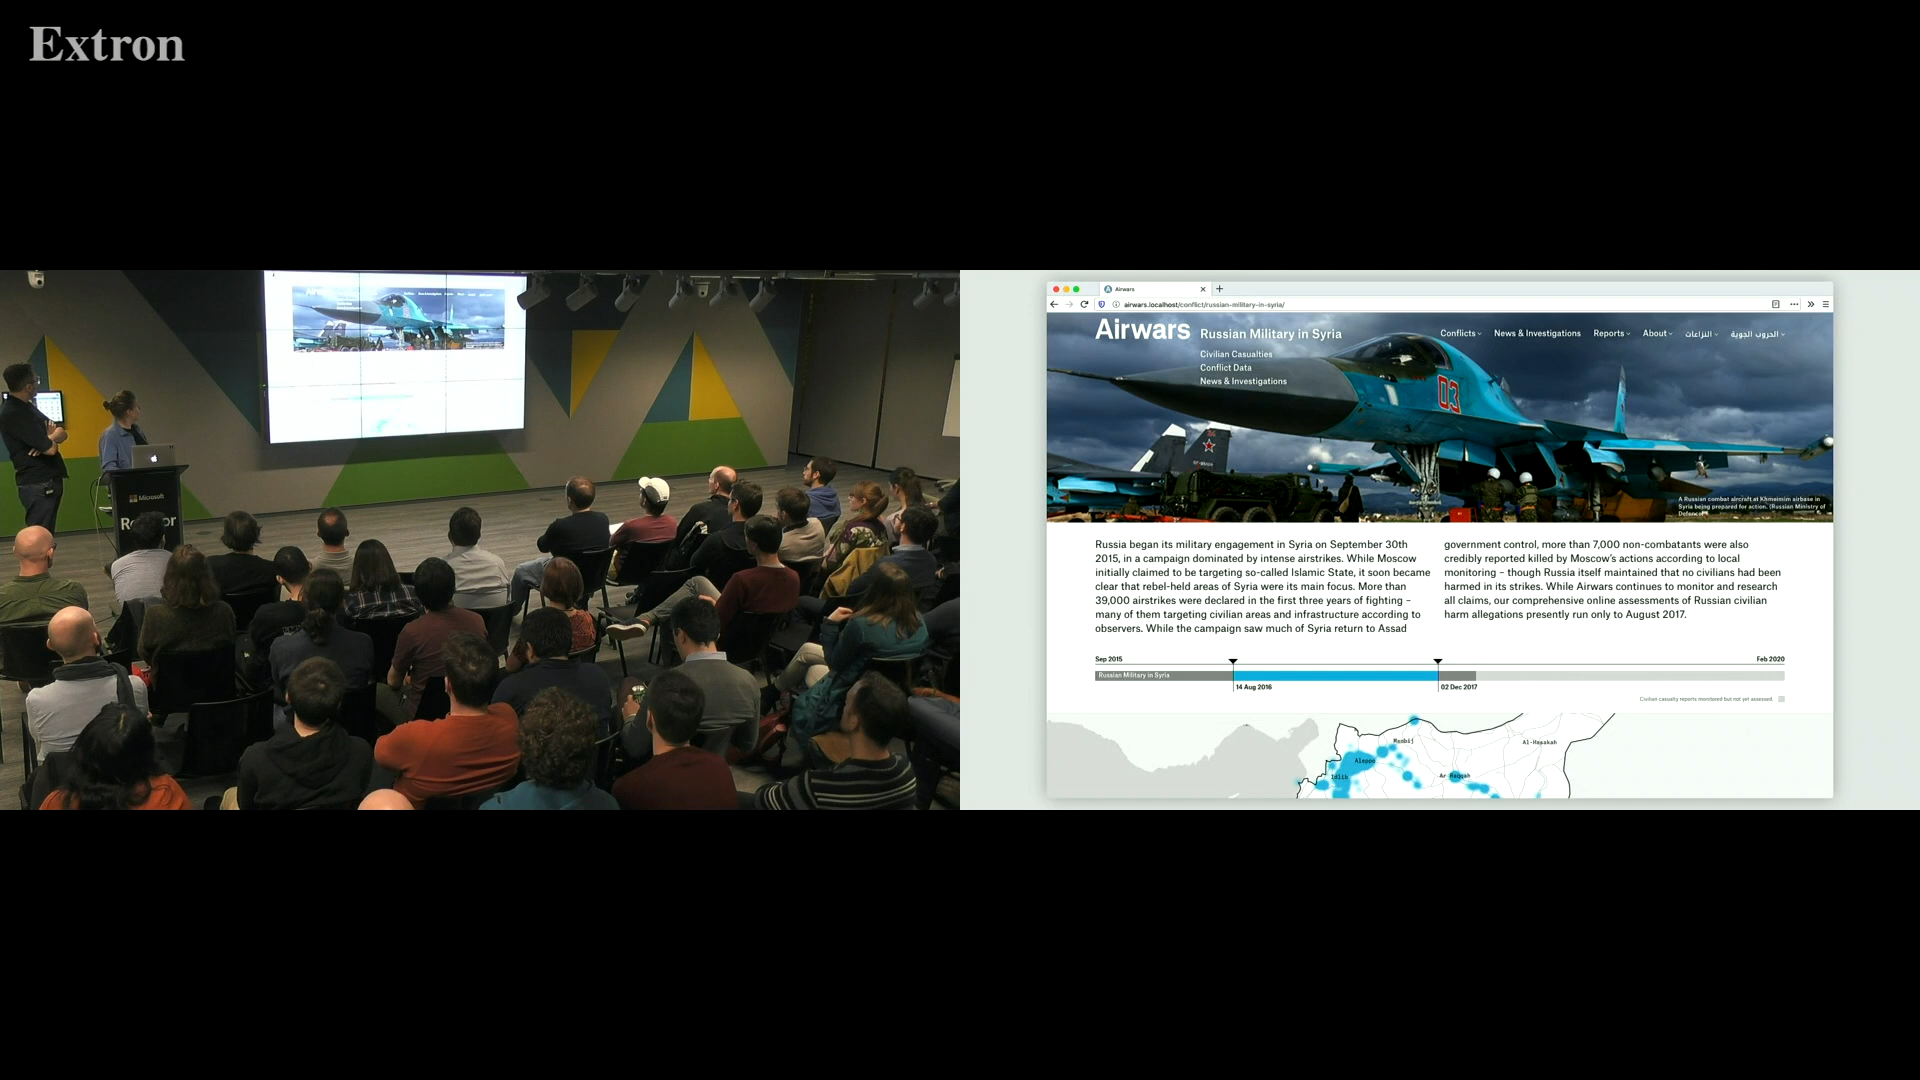 Extron
Microsoft
Airwars
airwars.localhost/conflict/russian-military-in-syria/
Airwars
Russian Military in Syria
Conflicts
News & Investigations
Reports
About
النزاعات
الحروب الجوية
Civilian Casualties
Conflict Data
News & Investigations
03
A Russian combat aircraft at Khmeimim airbase in
Syria being prepared for action. (Russian Ministry of
Defence)
Russia began its military engagement in Syria on September 30th
2015, in a campaign dominated by intense airstrikes. While Moscow
initially claimed to be targeting so-called Islamic State, it soon became
clear that rebel-held areas of Syria were its main focus. More than
39,000 airstrikes were declared in the first three years of fighting –
many of them targeting civilian areas and infrastructure according to
observers. While the campaign saw much of Syria return to Assad
government control, more than 7,000 non-combatants were also
credibly reported killed by Moscow's actions according to local
monitoring – though Russia itself maintained that no civilians had been
harmed in its strikes. While Airwars continues to monitor and research
all claims, our comprehensive online assessments of Russian civilian
harm allegations presently run only to August 2017.
Sep 2015
Feb 2020
Russian Military in Syria
14 Aug 2016
02 Dec 2017
Civilian casualty reports monitored but not yet assessed.
Manbij
Al-Hasakah
Aleppo
Idlib
Ar-Raqqah